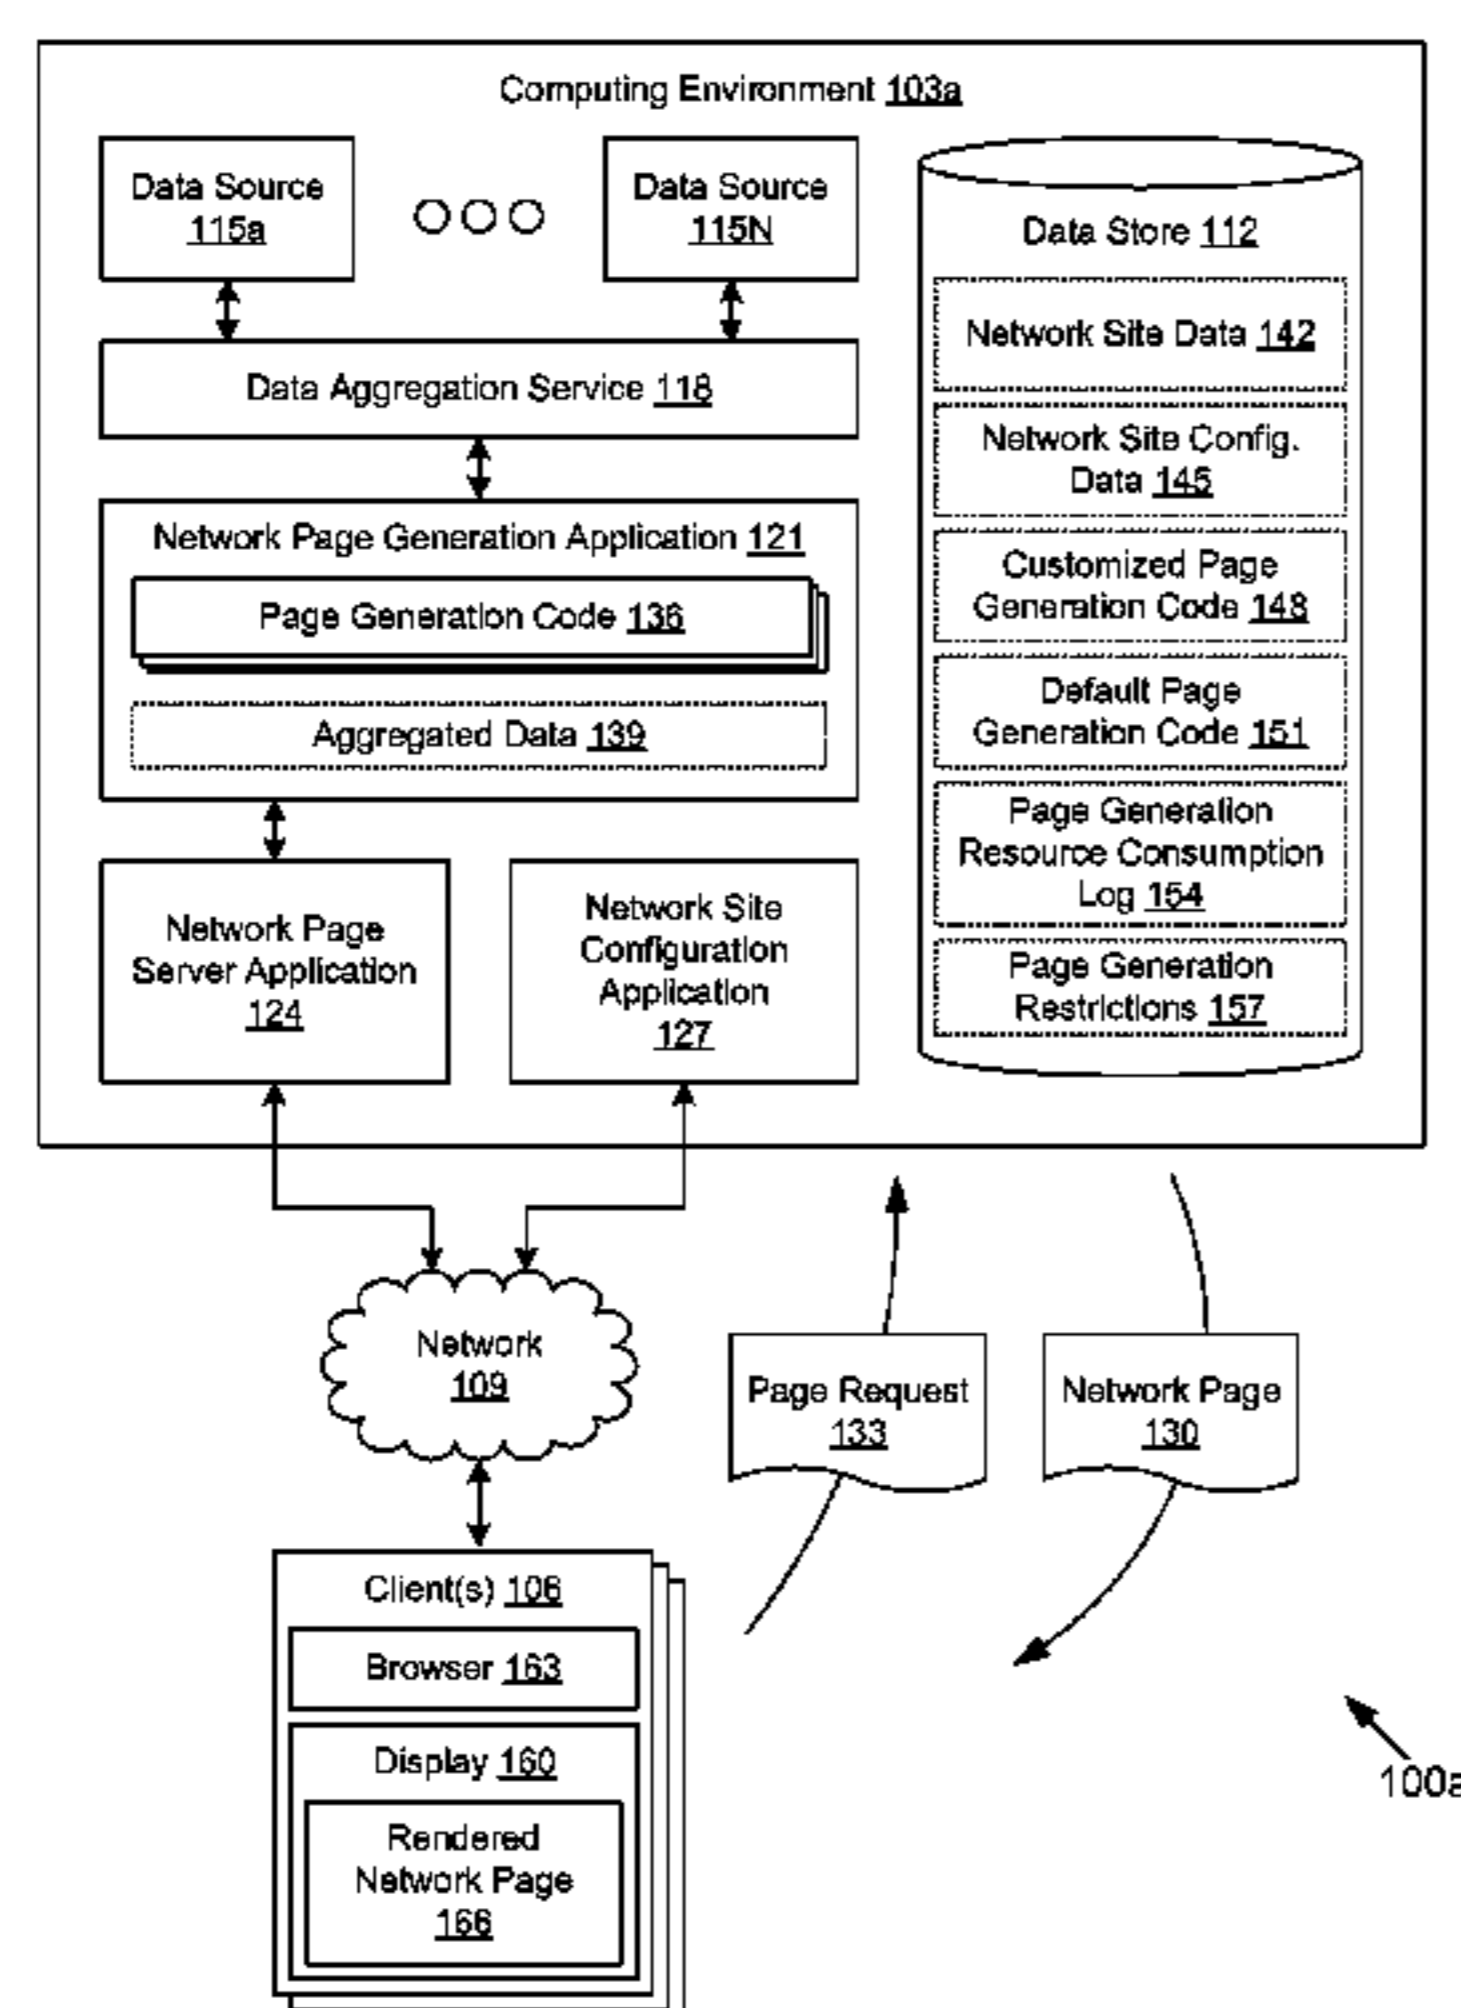 Computing Environment 103a
Data Source
115a
Data Source
115N
Data Store 112
Network Site Data 142
Network Site Config.
Data 145
Customized Page
Generation Code 148
Default Page
Generation Code 151
Page Generation
Resource Consumption
Log 154
Page Generation
Restrictions 157
Data Aggregation Service 118
Network Page Generation Application 121
Page Generation Code 136
Aggregated Data 139
Network Page
Server Application
124
Network Site
Configuration
Application
127
Network
109
Page Request
133
Network Page
130
Client(s) 106
Browser 163
Display 160
Rendered
Network Page
166
100a